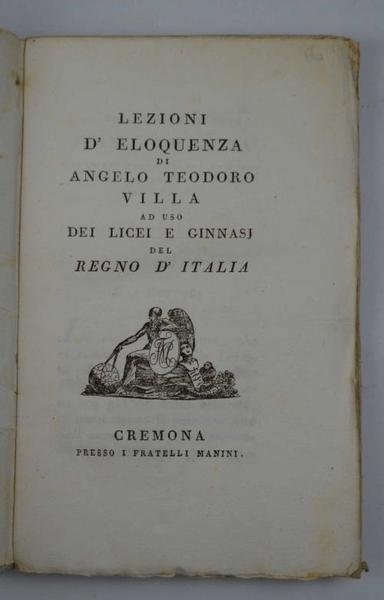 LEZIONI
D' ELOQUENZA
DI
ANGELO TEODORO
VILLA
AD USO
DEI LICEI E GINNASJ
DEL
REGNO D' ITALIA
CREMONA
PRESSO I FRATELLI MANINI.